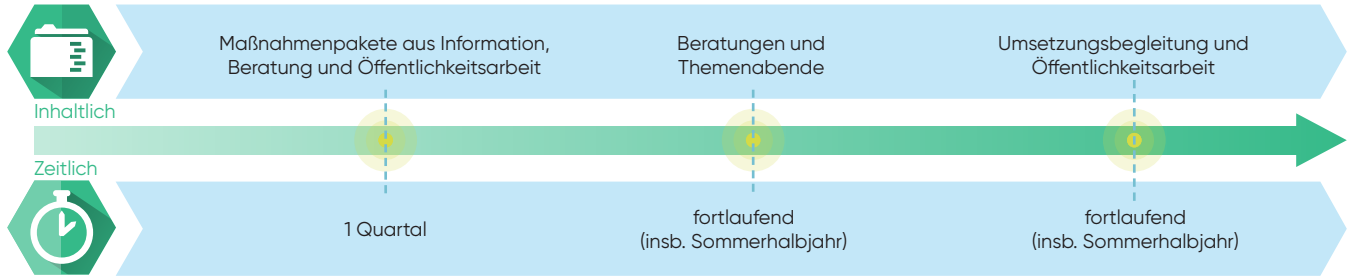 Maßnahmenpakete aus Information,
Beratung und Öffentlichkeitsarbeit
Beratungen und
Themenabende
Umsetzungsbegleitung und
Öffentlichkeitsarbeit
Inhaltlich
Zeitlich
1 Quartal
fortlaufend
(insb. Sommerhalbjahr)
fortlaufend
(insb. Sommerhalbjahr)